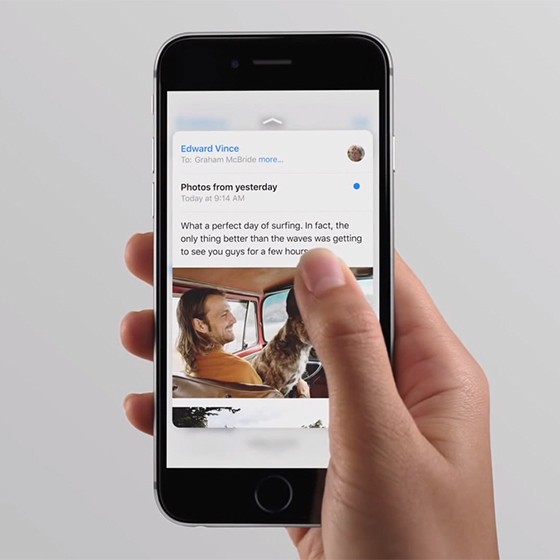 Edward Vince
To: Graham McBride more...
Photos from yesterday
Today at 9:14 AM
What a perfect day of surfing. In fact, the
only thing better than the waves was getting
to see you guys for a few hours